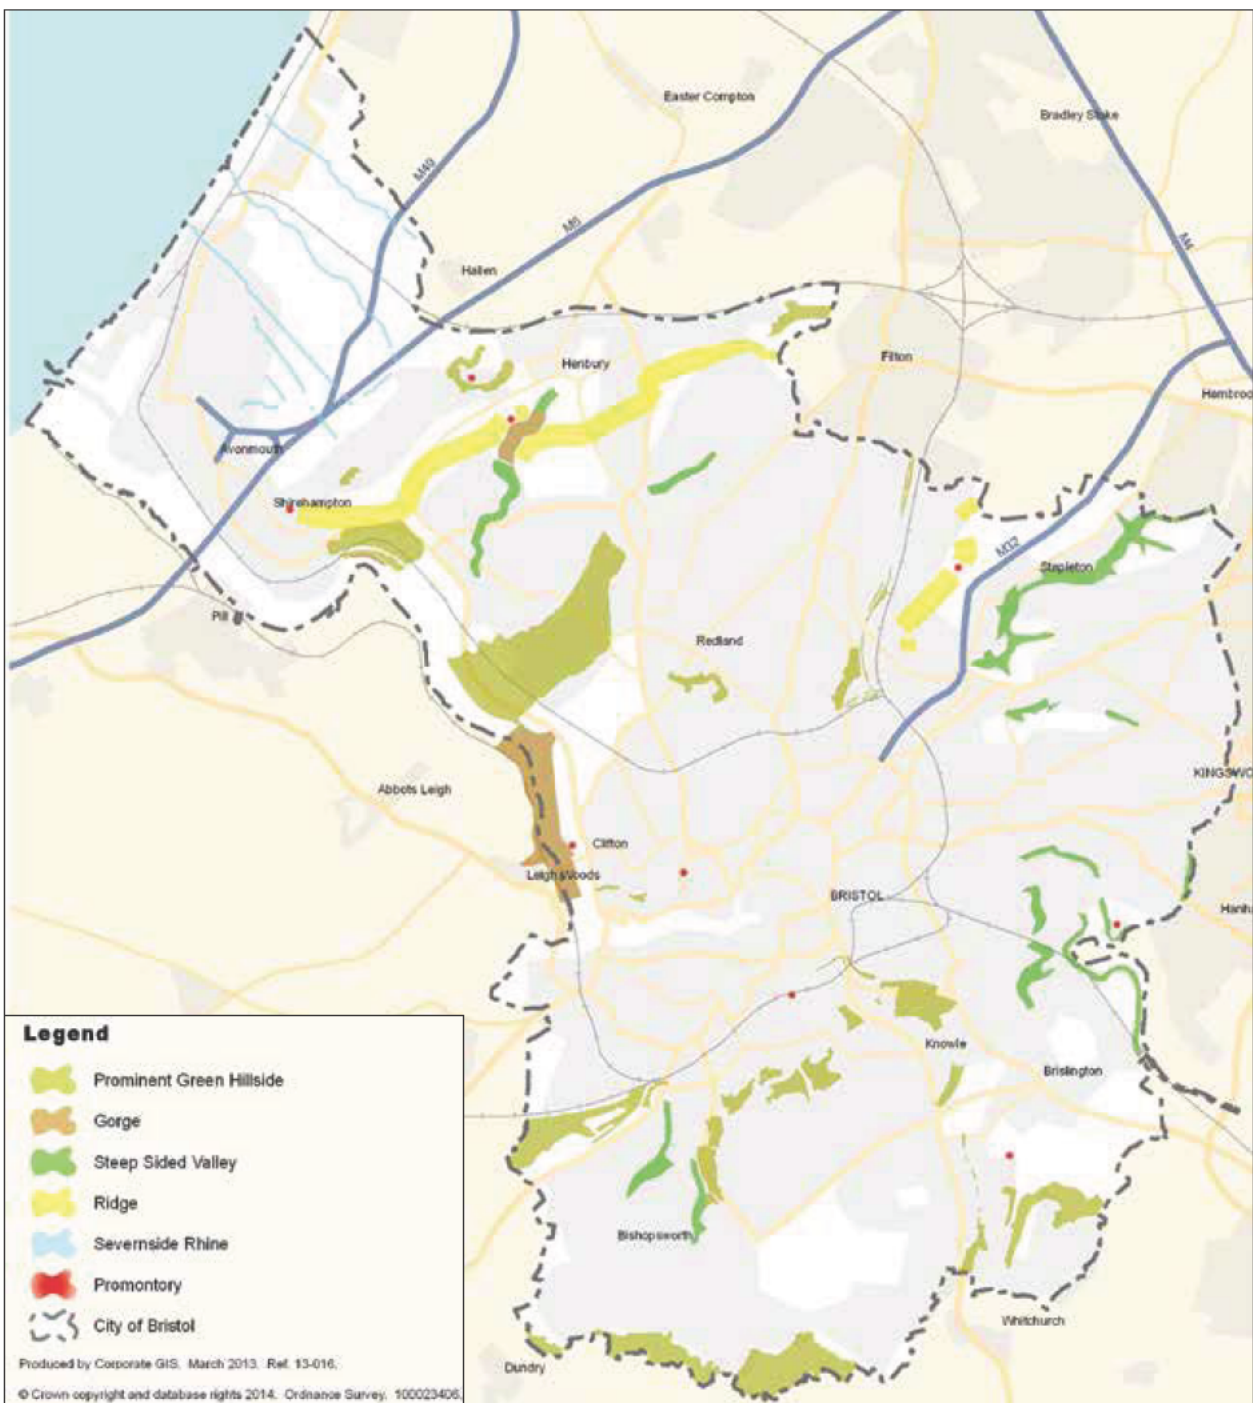 Easter Compton
Bradley Stoke
M49
M5
M4
Hallen
Henbury
Filton
Hambroo
Avonmouth
Shirehampton
M32
Stapleton
Pill
Redland
KINGSWO
Abbots Leigh
Clifton
Leigh Woods
BRISTOL
Hanha
Knowle
Brislington
Bishopsworth
Whitchurch
Dundry
Legend
Prominent Green Hillside
Gorge
Steep Sided Valley
Ridge
Severnside Rhine
Promontory
City of Bristol
Produced by Corporate GIS. March 2013. Ref. 13-016.
© Crown copyright and database rights 2014. Ordnance Survey. 100023406.